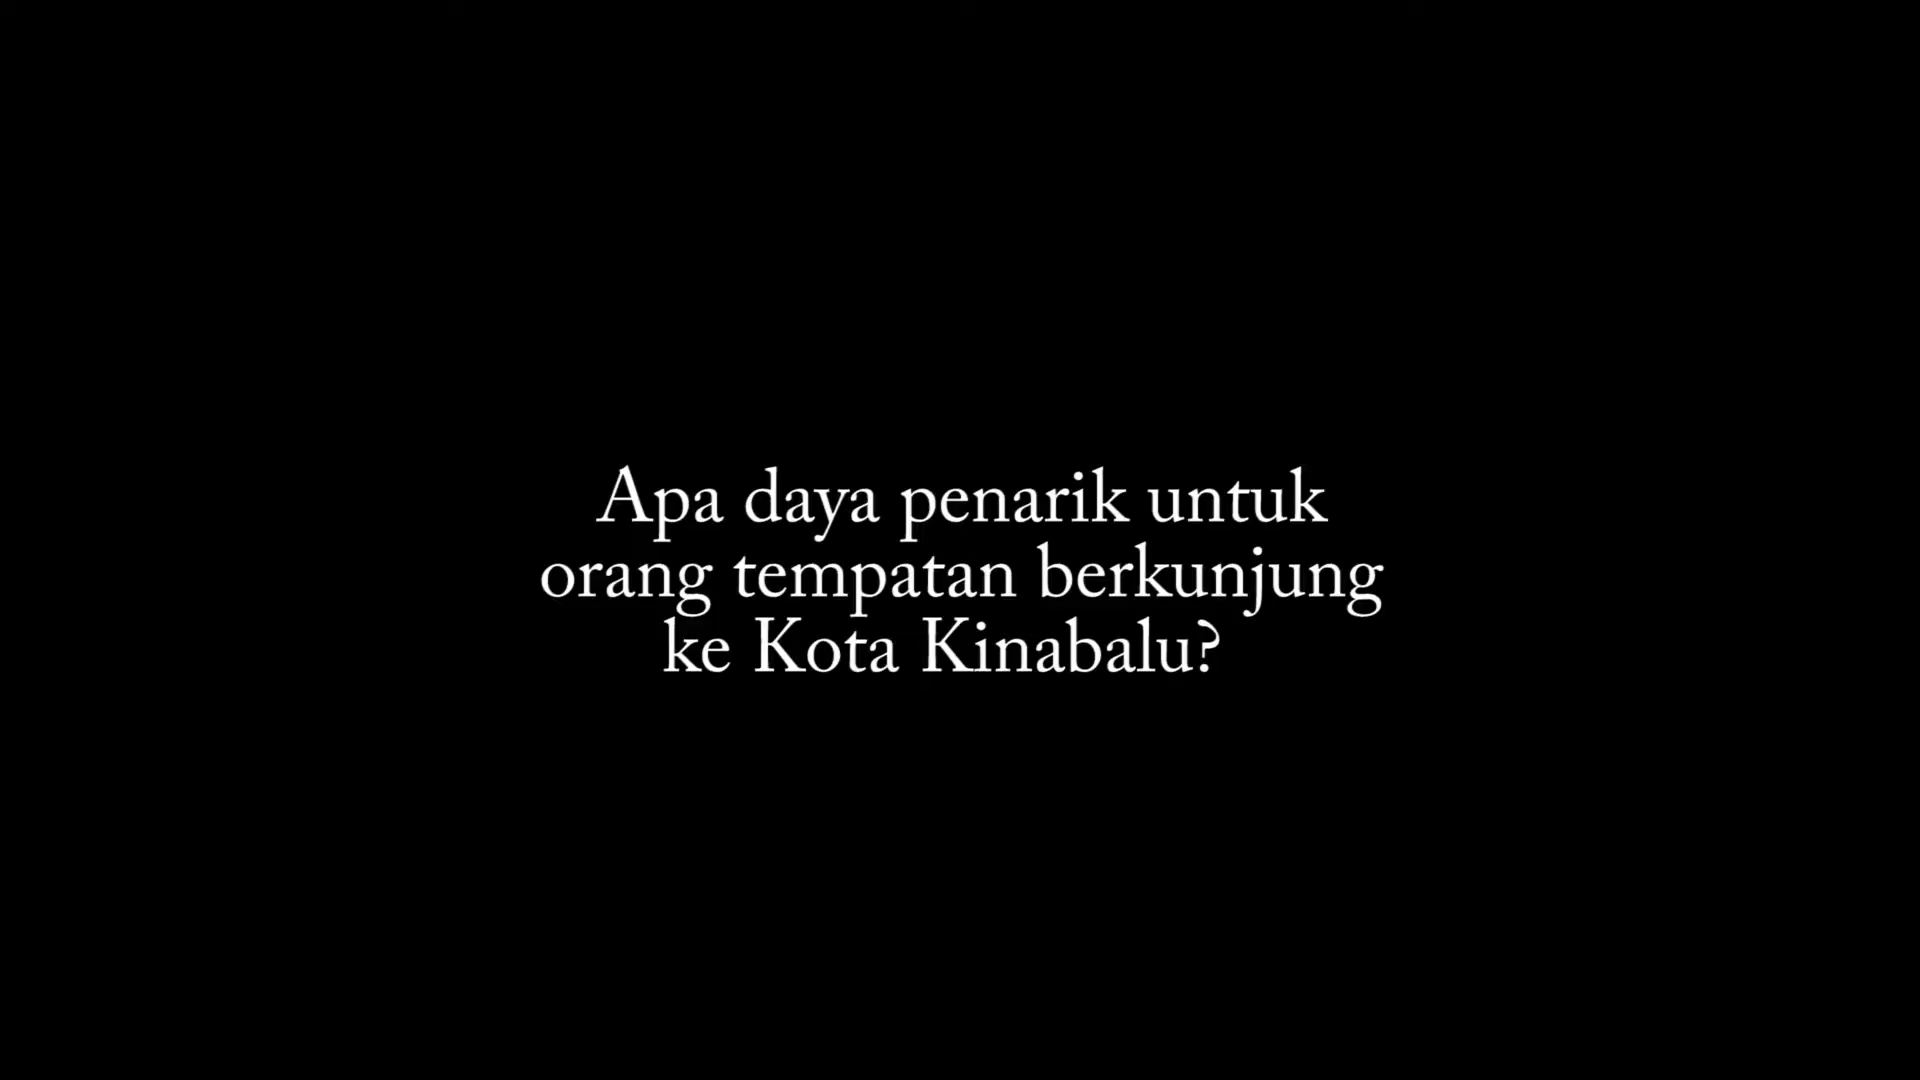 Apa daya penarik untuk
orang tempatan berkunjung
ke Kota Kinabalu?